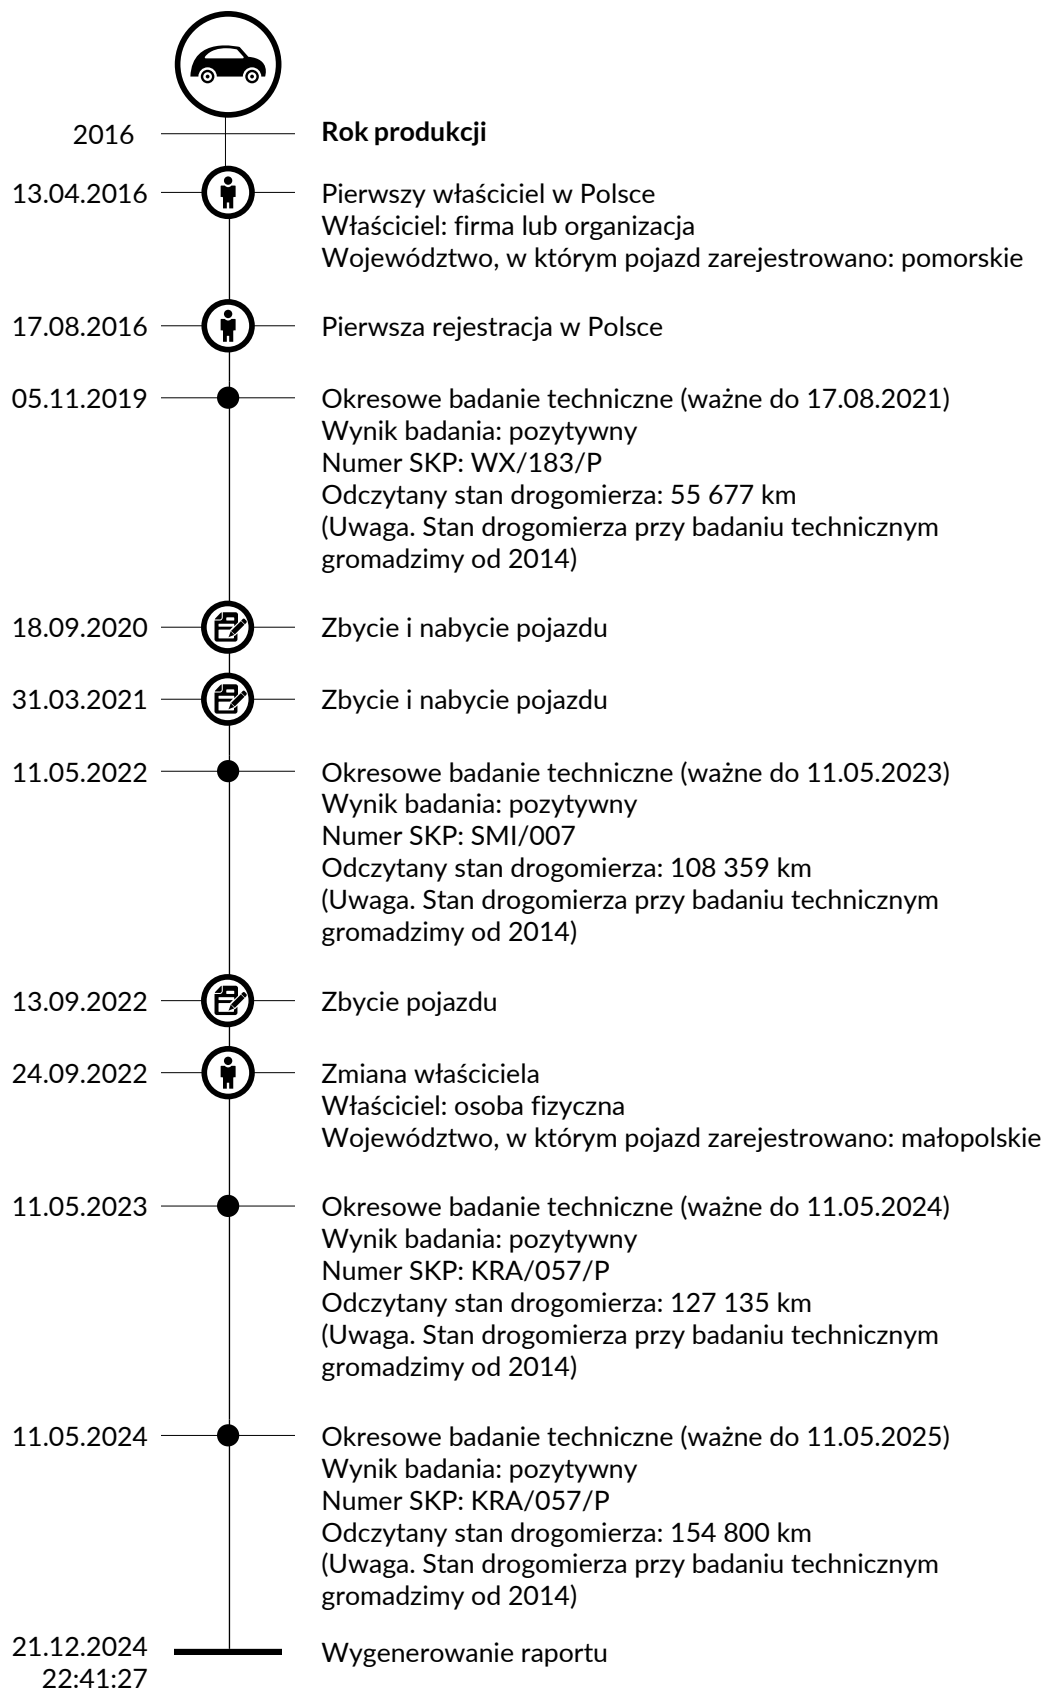 2016 Rok produkcji
13.04.2016 Pierwszy właściciel w Polsce
Właściciel: firma lub organizacja
Województwo, w którym pojazd zarejestrowano: pomorskie
17.08.2016 Pierwsza rejestracja w Polsce
05.11.2019 Okresowe badanie techniczne (ważne do 17.08.2021)
Wynik badania: pozytywny
Numer SKP: WX/183/P
Odczytany stan drogomierza: 55 677 km
(Uwaga. Stan drogomierza przy badaniu technicznym
gromadzimy od 2014)
18.09.2020 Zbycie i nabycie pojazdu
31.03.2021 Zbycie i nabycie pojazdu
11.05.2022 Okresowe badanie techniczne (ważne do 11.05.2023)
Wynik badania: pozytywny
Numer SKP: SMI/007
Odczytany stan drogomierza: 108 359 km
(Uwaga. Stan drogomierza przy badaniu technicznym
gromadzimy od 2014)
13.09.2022 Zbycie pojazdu
24.09.2022 Zmiana właściciela
Właściciel: osoba fizyczna
Województwo, w którym pojazd zarejestrowano: małopolskie
11.05.2023 Okresowe badanie techniczne (ważne do 11.05.2024)
Wynik badania: pozytywny
Numer SKP: KRA/057/P
Odczytany stan drogomierza: 127 135 km
(Uwaga. Stan drogomierza przy badaniu technicznym
gromadzimy od 2014)
11.05.2024 Okresowe badanie techniczne (ważne do 11.05.2025)
Wynik badania: pozytywny
Numer SKP: KRA/057/P
Odczytany stan drogomierza: 154 800 km
(Uwaga. Stan drogomierza przy badaniu technicznym
gromadzimy od 2014)
21.12.2024 Wygenerowanie raportu
22:41:27